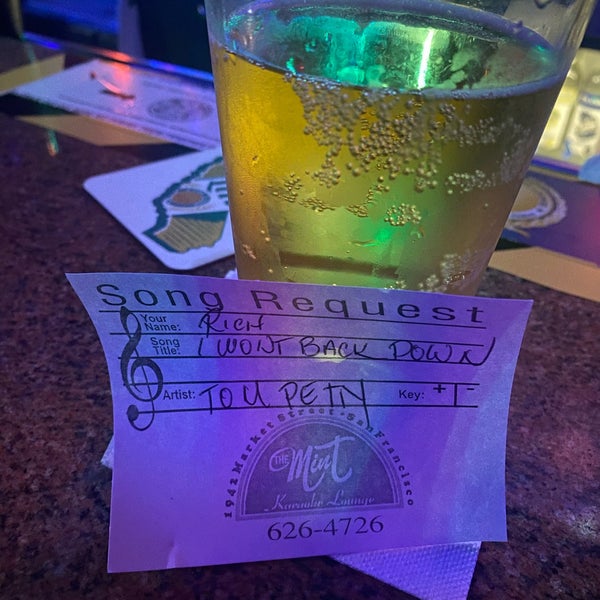 Song Request
Your Name: RICH
Song Title: I WONT BACK DOWN
Artist: TOM PETTY Key: + -
1942 Market Street • San Francisco
THE Mint
Karaoke Lounge
626-4726